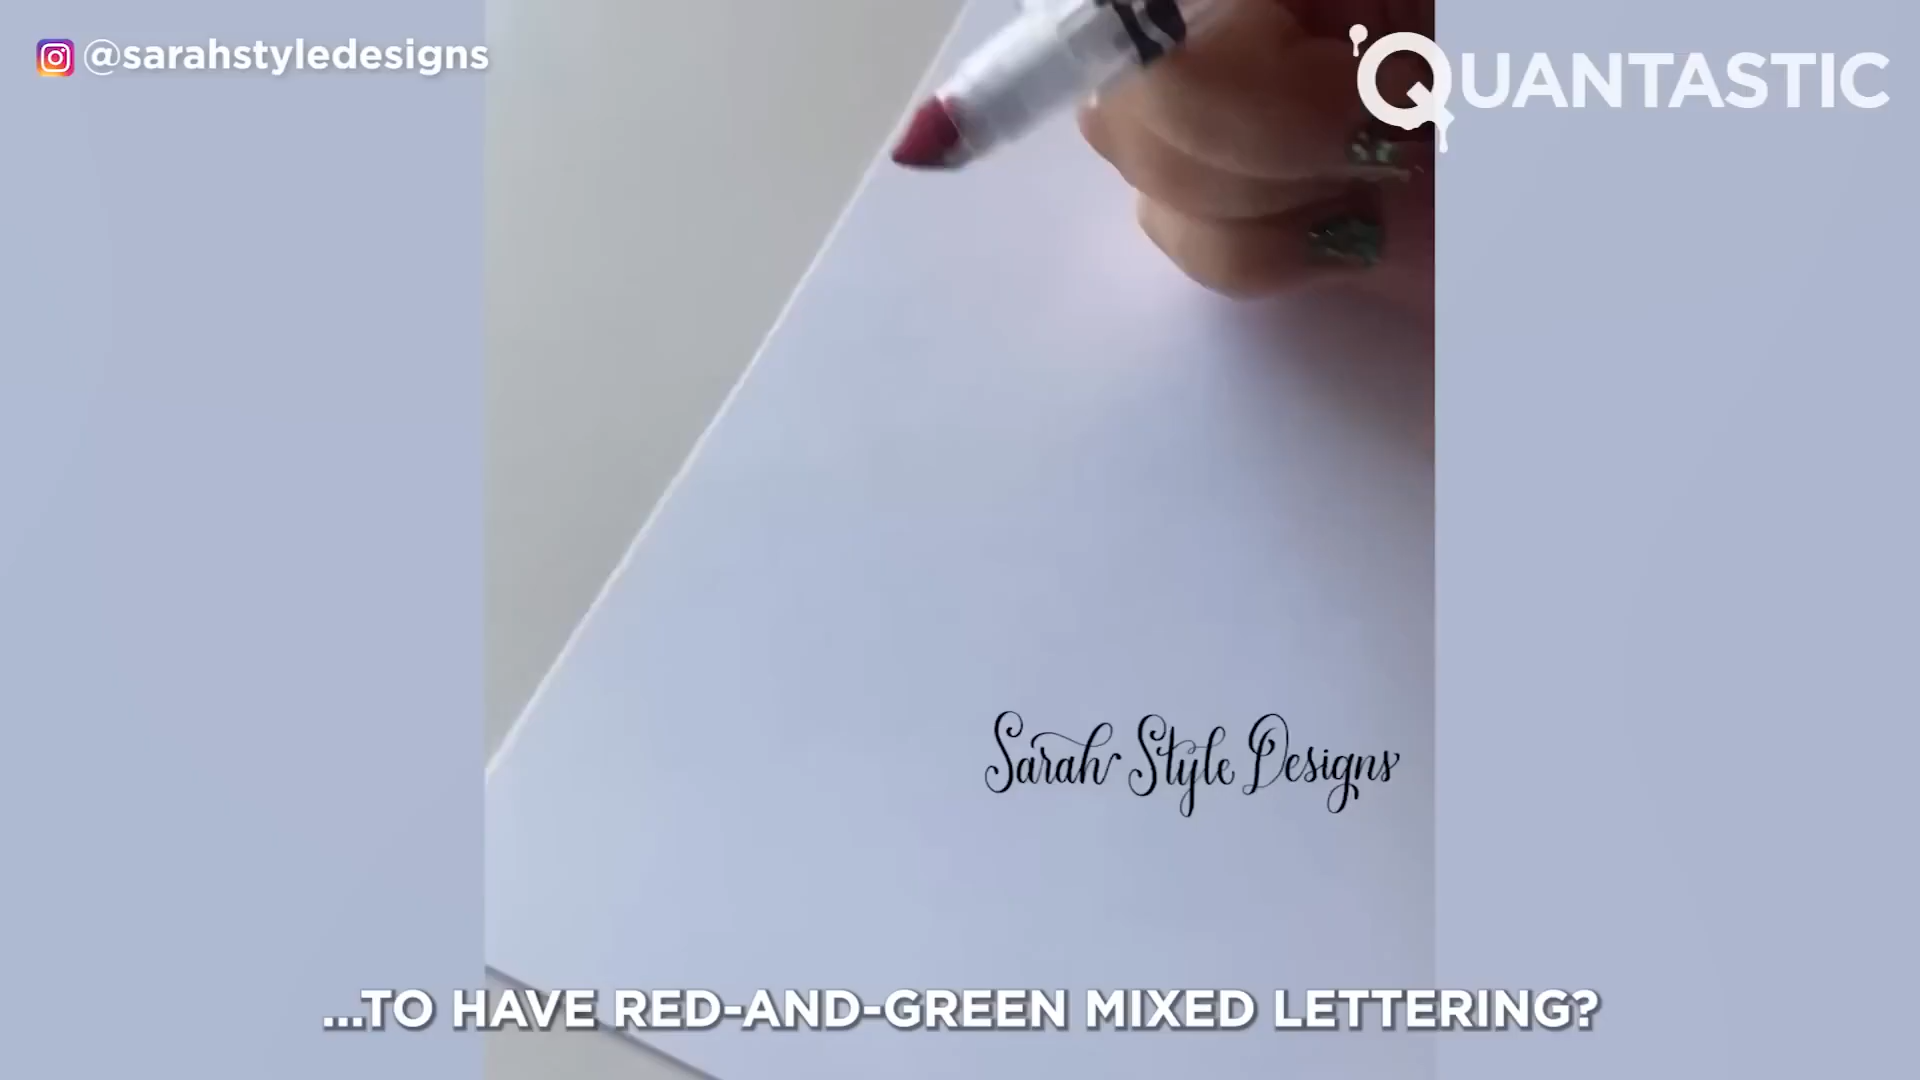 @sarahstyledesigns
QUANTASTIC
Sarah Style Designs
...TO HAVE RED-AND-GREEN MIXED LETTERING?